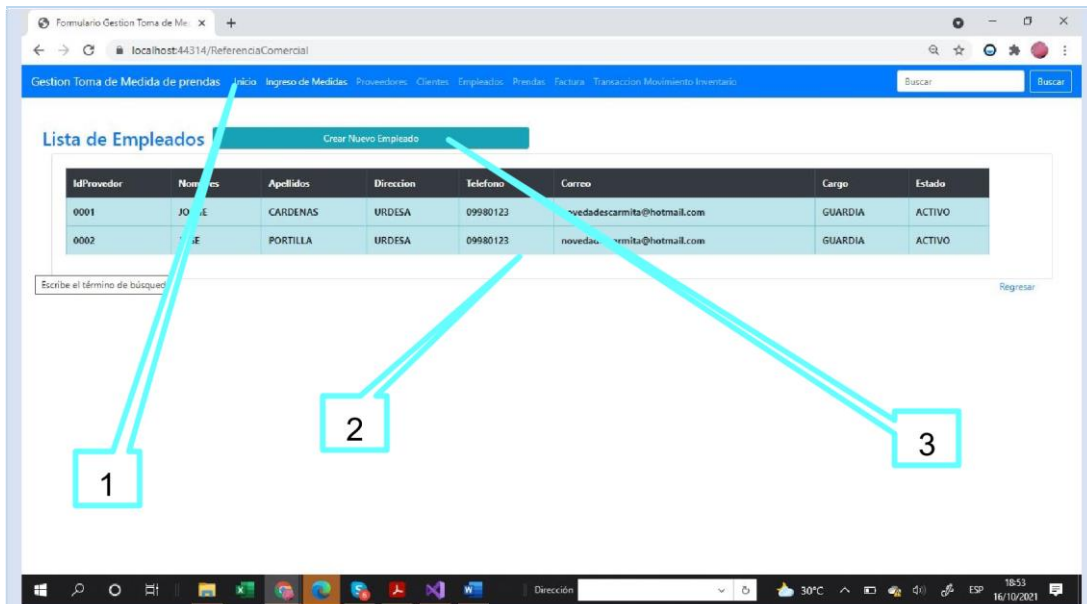 Formulario Gestion Toma de Me
localhost:44314/ReferenciaComercial
Gestion Toma de Medida de prendas Inicio Ingreso de Medidas Proveedores Clientes Empleados Prendas Factura Transaccion Movimiento Inventario Buscar Buscar
Lista de Empleados Crear Nuevo Empleado
IdProvedor Apellidos Direccion Telefono Correo Cargo Estado
0001 CARDENAS URDESA 09980123 GUARDIA ACTIVO
0002 PORTILLA URDESA 09980123 GUARDIA ACTIVO
Escribe el término de Regresar
2
3
1
Dirección 30°C ESP 18:53
16/10/2021